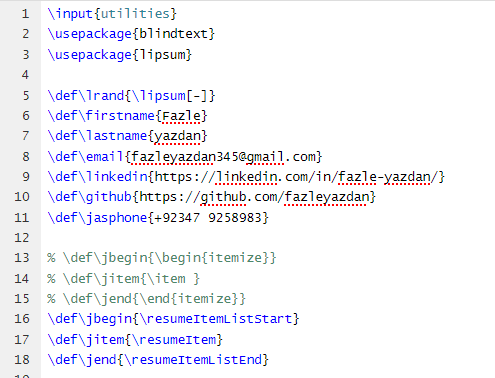 1 \input{utilities}
2 \usepackage{blindtext}
3 \usepackage{lipsum}
4
5 \def\lrand{\lipsum[-]}
6 \def\firstname{Fazle}
7 \def\lastname{yazdan}
8 \def\email{fazleyazdan345@gmail.com}
9 \def\linkedin{https://linkedin.com/in/fazle-yazdan/}
10 \def\github{https://github.com/fazleyazdan}
11 \def\jasphone{+92347 9258983}
12
13 % \def\jbegin{\begin{itemize}}
14 % \def\jitem{\item }
15 % \def\jend{\end{itemize}}
16 \def\jbegin{\resumeItemListStart}
17 \def\jitem{\resumeItem}
18 \def\jend{\resumeItemListEnd}